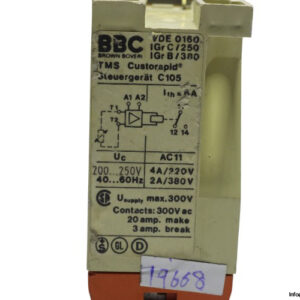 BBC
BROWN BOVERI
VDE 0160
IGr C/250
IGr B/380
TMS Custorapid®
Steuergerät C105
Ith = 6A
A1 A2
T1
T2
12 14
Uc
AC11
200...250V
4A/220V
40...60Hz
2A/380V
Usupply max.300V
Contacts: 300V ac
20 amp. make
3 amp. break
S GL D
19668